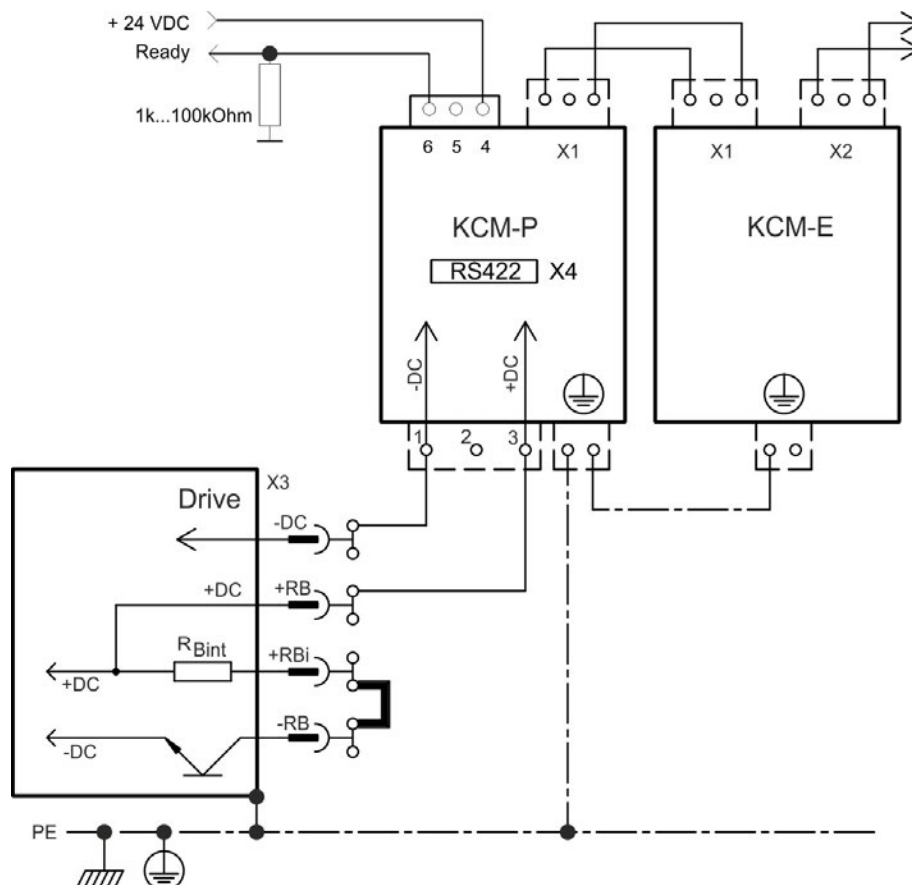 + 24 VDC
Ready
1k...100kOhm
6 5 4 X1
X1 X2
KCM-P
KCM-E
RS422 X4
-DC
+DC
1 2 3
X3
Drive
-DC
+DC +RB
RBint +RBi
+DC
-RB
-DC
PE